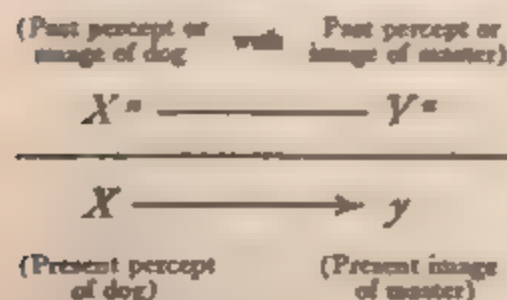 (Past percept or with Past percept or
image of dog image of master)
X n Y n
X y
(Present percept (Present image
of dog) of master)